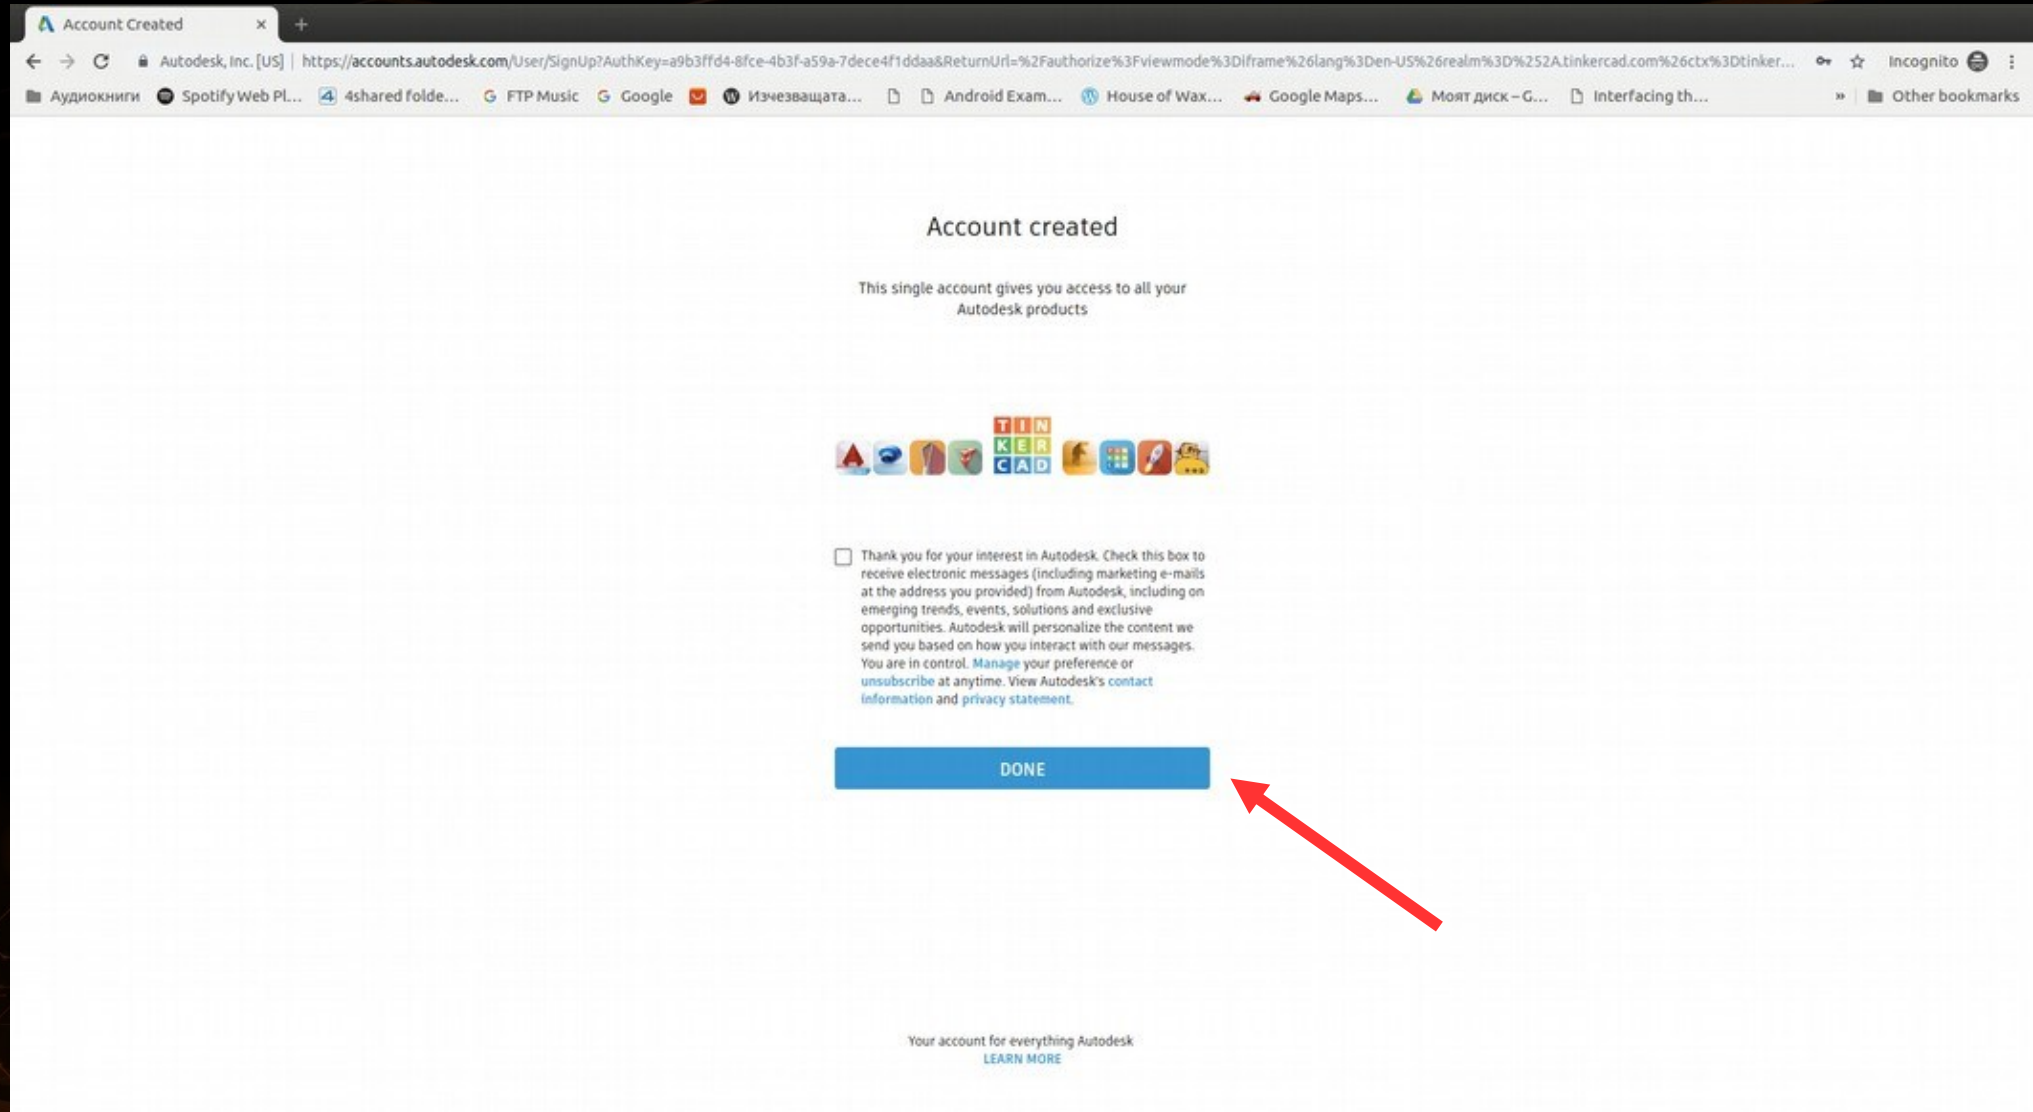 Account Created
Autodesk, Inc. [US] | https://accounts.autodesk.com/User/SignUp?AuthKey=a9b3ffd4-8fce-4b3f-a59a-7dece4f1ddaa&ReturnUrl=%2Fauthorize%3Fviewmode%3Diframe%26lang%3Den-US%26realm%3D%252A.tinkercad.com%26ctx%3Dtinker... Incognito
Аудиокниги Spotify Web Pl... 4shared folde... FTP Music Google Изчезващата... Android Exam... House of Wax... Google Maps... Моят диск – G... Interfacing th... » Other bookmarks
Account created
This single account gives you access to all your
Autodesk products
TIN
KER
CAD
Thank you for your interest in Autodesk. Check this box to
receive electronic messages (including marketing e-mails
at the address you provided) from Autodesk, including on
emerging trends, events, solutions and exclusive
opportunities. Autodesk will personalize the content we
send you based on how you interact with our messages.
You are in control. Manage your preference or
unsubscribe at anytime. View Autodesk's contact
information and privacy statement.
DONE
Your account for everything Autodesk
LEARN MORE